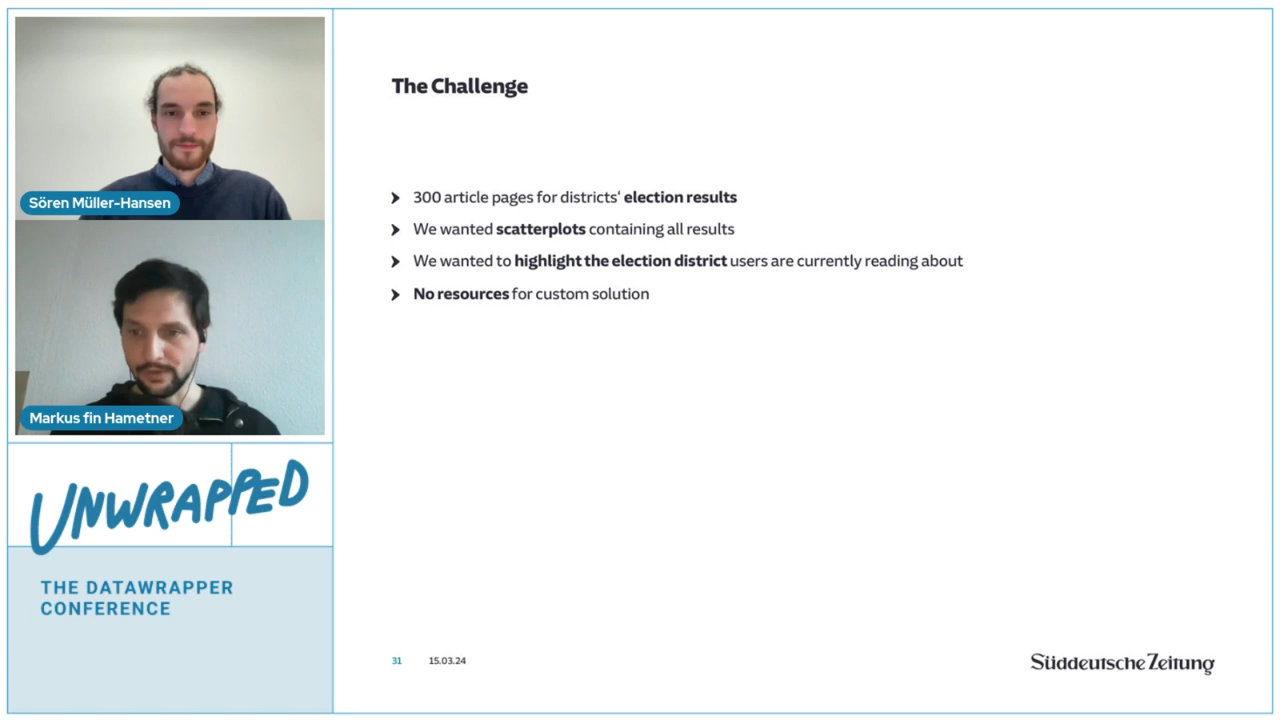 Sören Müller-Hansen
Markus fin Hametner
UNWRAPPED
THE DATAWRAPPER
CONFERENCE
The Challenge
300 article pages for districts‘ election results
We wanted scatterplots containing all results
We wanted to highlight the election district users are currently reading about
No resources for custom solution
31 15.03.24
Süddeutsche Zeitung